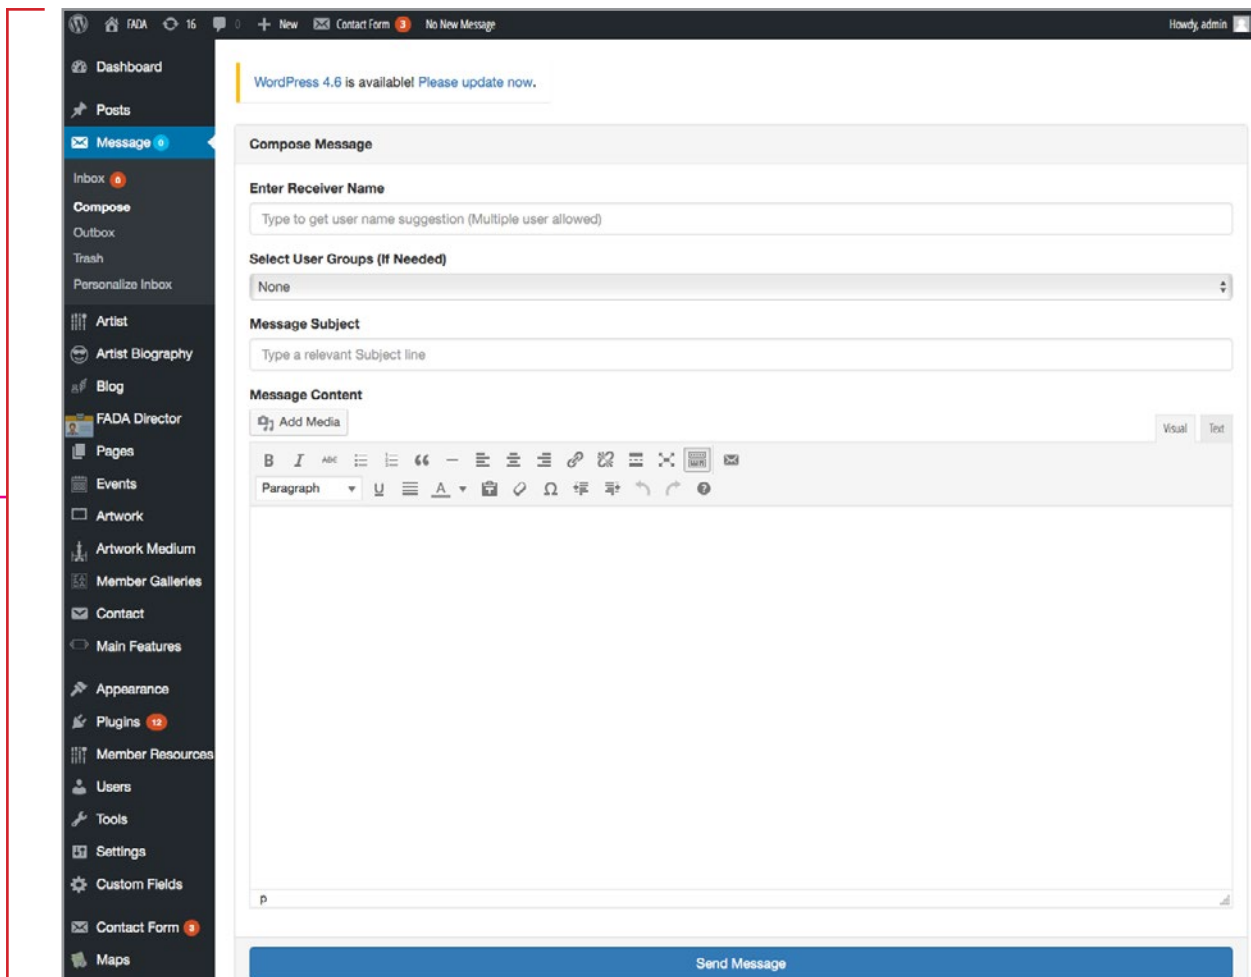 FADA 16 0 New Contact Form 3 No New Message Howdy, admin
Dashboard
Posts
Message 0
Inbox 0
Compose
Outbox
Trash
Personalize Inbox
Artist
Artist Biography
Blog
FADA Director
Pages
Events
Artwork
Artwork Medium
Member Galleries
Contact
Main Features
Appearance
Plugins 12
Member Resources
Users
Tools
Settings
Custom Fields
Contact Form 3
Maps
WordPress 4.6 is available! Please update now.
Compose Message
Enter Receiver Name
Type to get user name suggestion (Multiple user allowed)
Select User Groups (If Needed)
None
Message Subject
Type a relevant Subject line
Message Content
Add Media
Visual Text
B I ABC
Paragraph U A Ω
p
Send Message